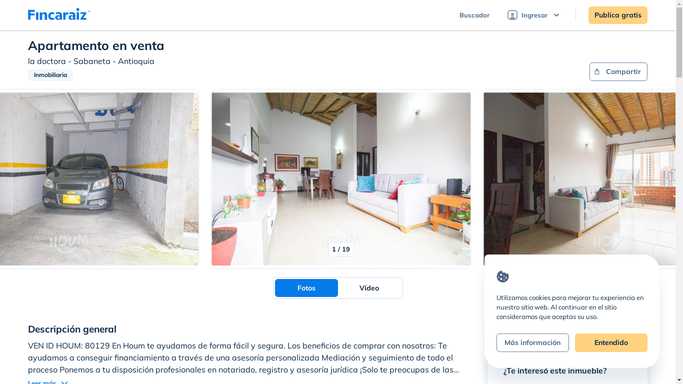 Fincaraiz
Buscador
Ingresar
Publica gratis
Apartamento en venta
la doctora - Sabaneta - Antioquia
Inmobiliaria
Compartir
HOUM
HOUM
HOUM
1 / 19
Fotos
Video
Descripción general
VEN ID HOUM: 80129 En Houm te ayudamos de forma fácil y segura. Los beneficios de comprar con nosotros: Te
ayudamos a conseguir financiamiento a través de una asesoría personalizada Mediación y seguimiento de todo el
proceso Ponemos a tu disposición profesionales en notariado, registro y asesoría jurídica ¡Solo te preocupas de las...
Leer más
Utilizamos cookies para mejorar tu experiencia en
nuestro sitio web. Al continuar en el sitio
consideramos que aceptas su uso.
Más información
Entendido
¿Te interesó este inmueble?